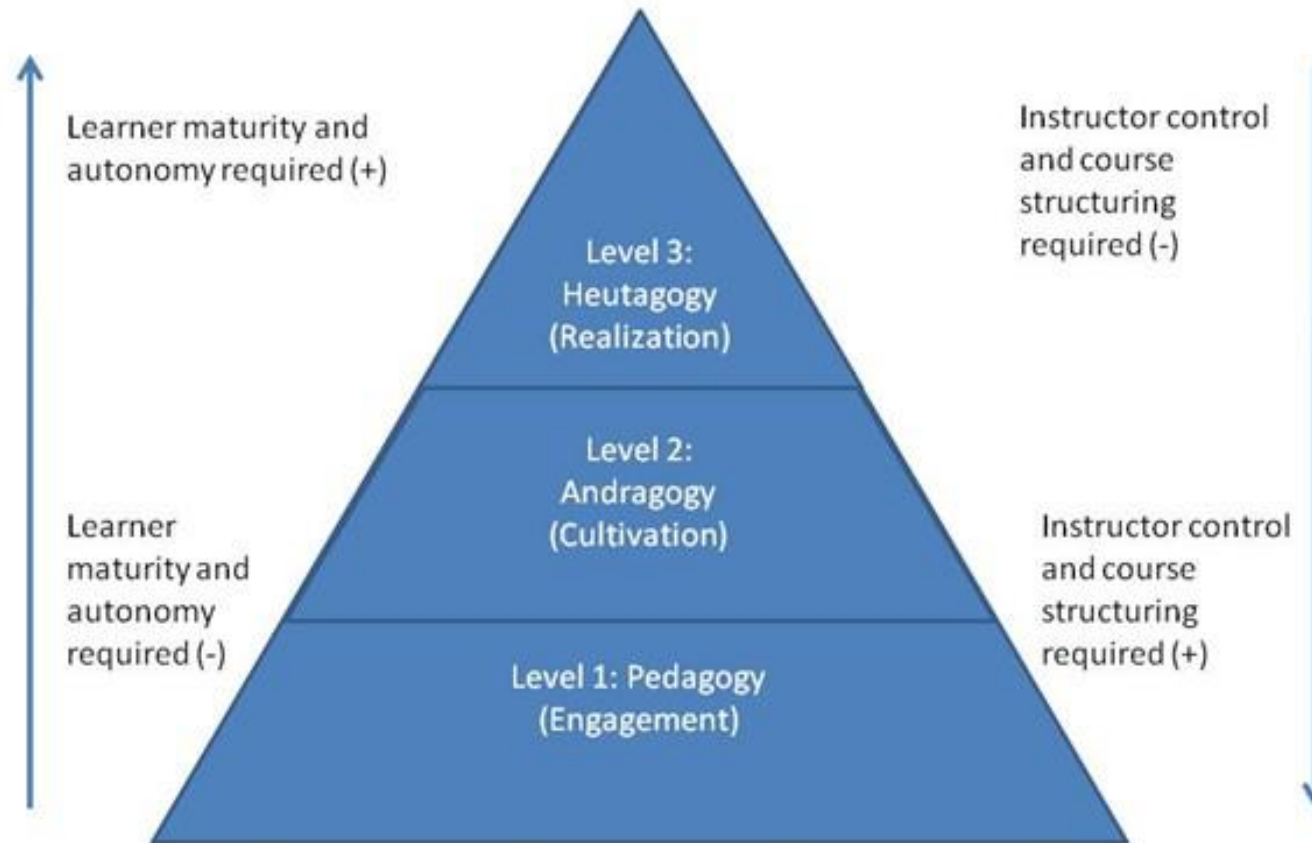 Learner maturity and
autonomy required (+)
Instructor control
and course
structuring
required (-)
Level 3:
Heutagogy
(Realization)
Level 2:
Andragogy
(Cultivation)
Learner
maturity and
autonomy
required (-)
Instructor control
and course
structuring
required (+)
Level 1: Pedagogy
(Engagement)